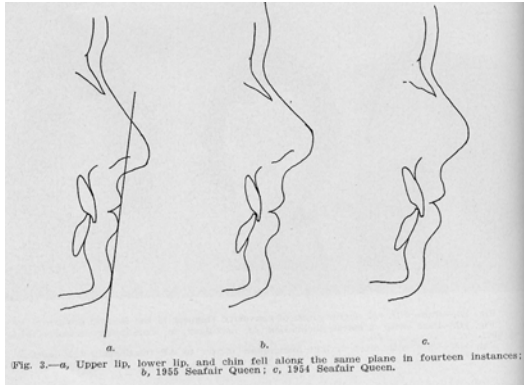 a. b. c.
Fig. 3.—a, Upper lip, lower lip, and chin fell along the same plane in fourteen instances;
b, 1955 Seafair Queen; c, 1954 Seafair Queen.